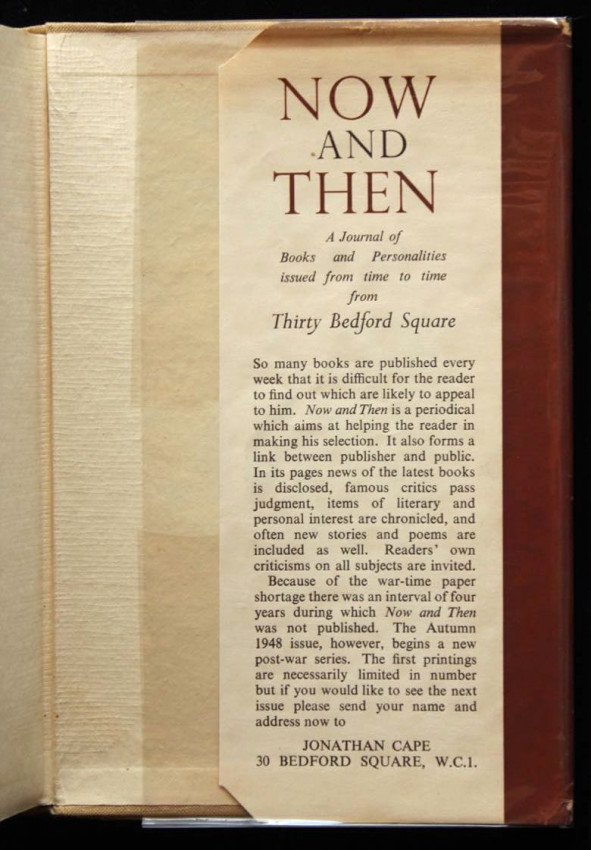 NOW
AND
THEN
A Journal of
Books and Personalities
issued from time to time
from
Thirty Bedford Square
So many books are published every
week that it is difficult for the reader
to find out which are likely to appeal
to him. Now and Then is a periodical
which aims at helping the reader in
making his selection. It also forms a
link between publisher and public.
In its pages news of the latest books
is disclosed, famous critics pass
judgment, items of literary and
personal interest are chronicled, and
often new stories and poems are
included as well. Readers' own
criticisms on all subjects are invited.
Because of the war-time paper
shortage there was an interval of four
years during which Now and Then
was not published. The Autumn
1948 issue, however, begins a new
post-war series. The first printings
are necessarily limited in number
but if you would like to see the next
issue please send your name and
address now to
JONATHAN CAPE
30 BEDFORD SQUARE, W.C.1.